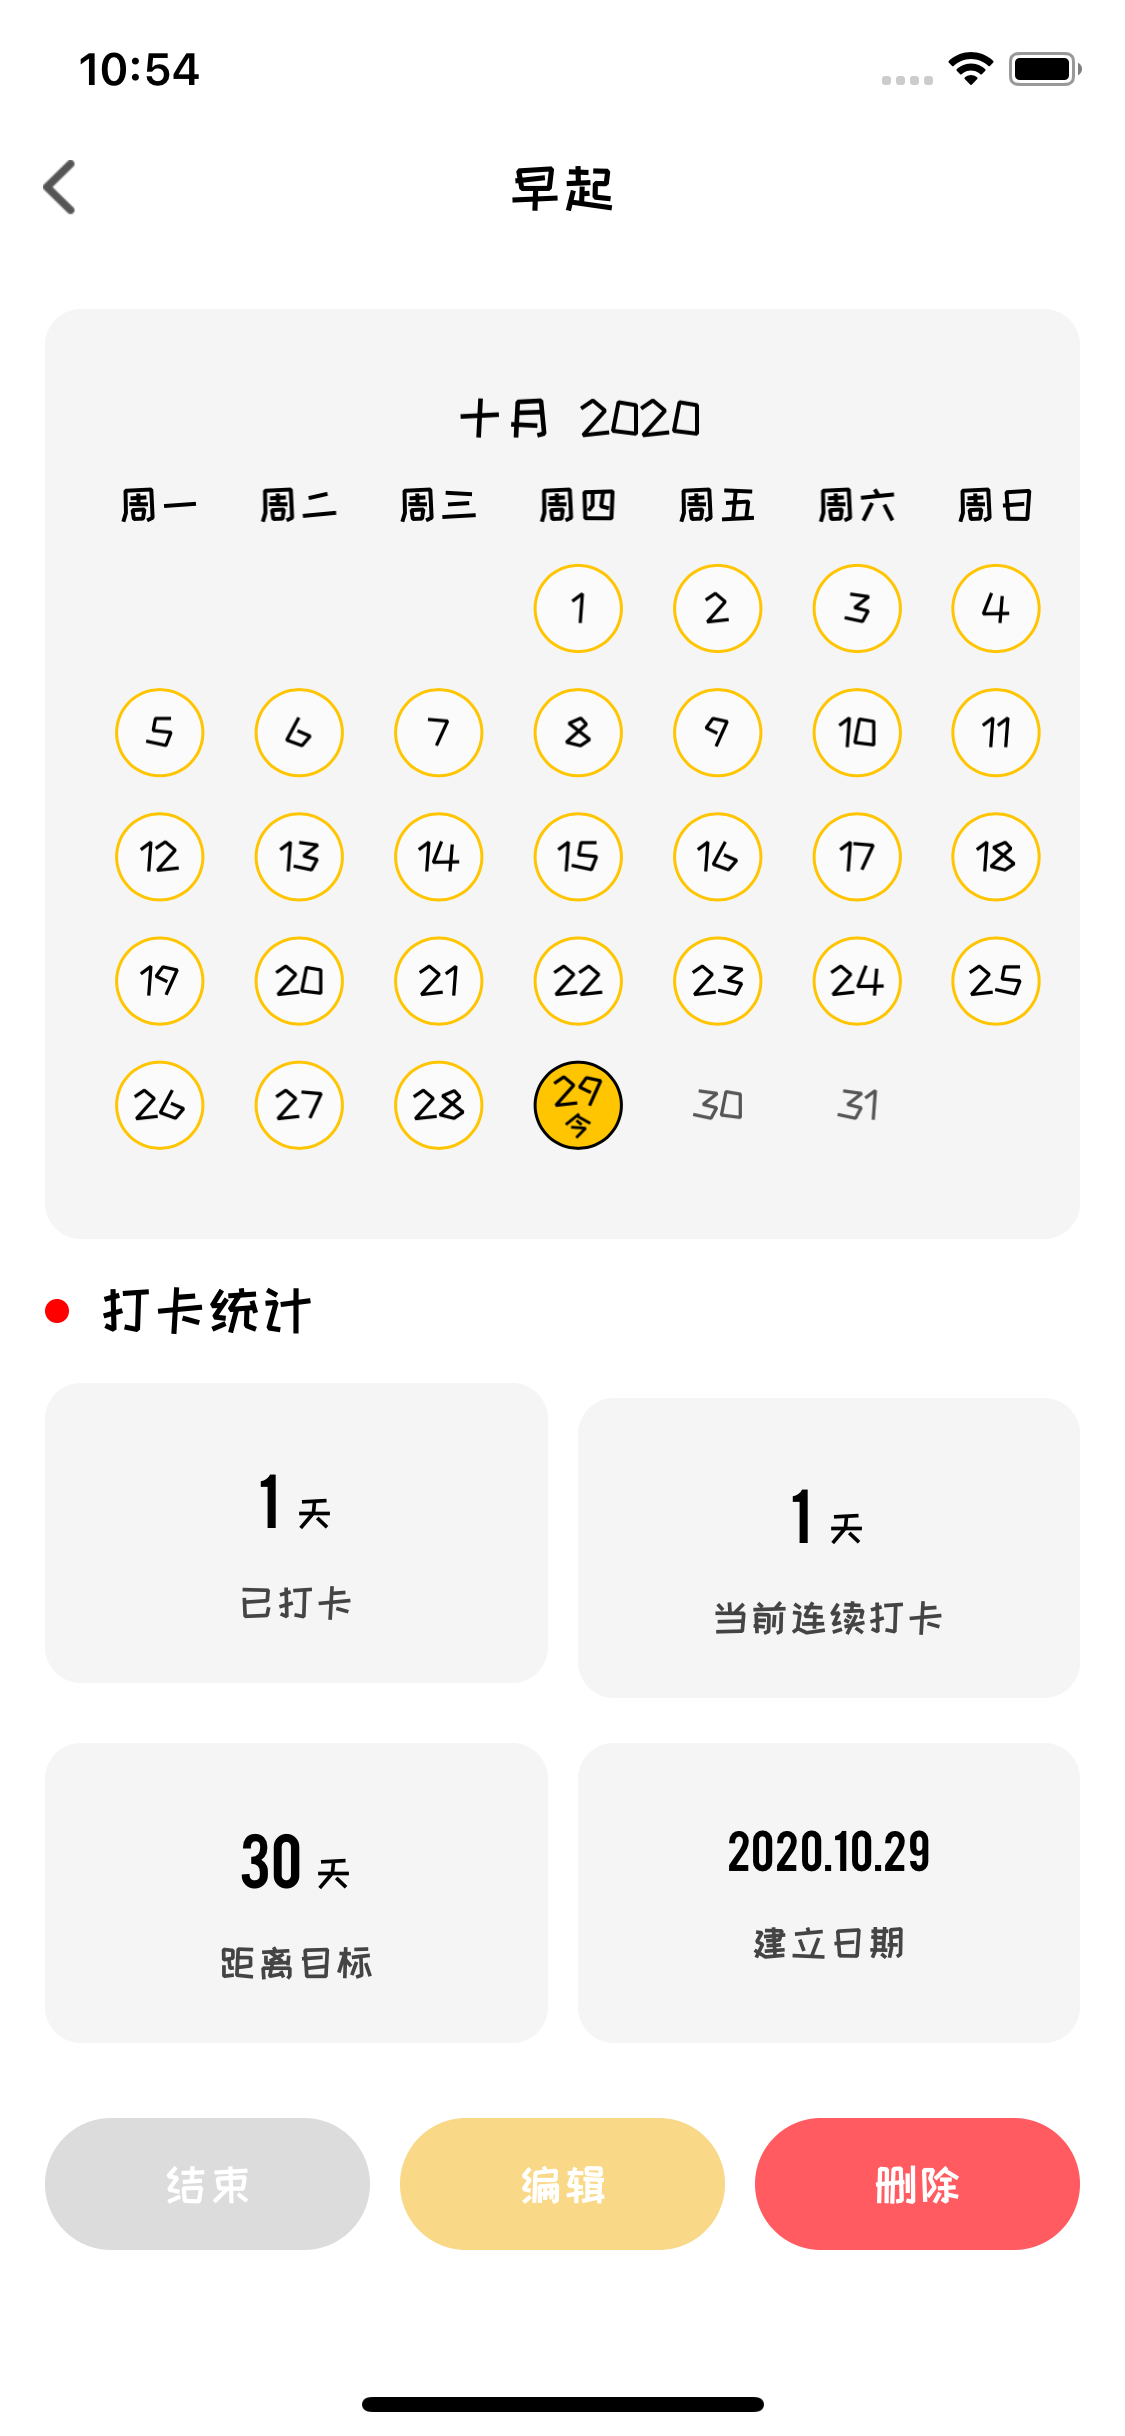 10:54
早起
十月 2020
周一 周二 周三 周四 周五 周六 周日
1 2 3 4
5 6 7 8 9 10 11
12 13 14 15 16 17 18
19 20 21 22 23 24 25
26 27 28 29 30 31
今
打卡统计
1 天
已打卡
1 天
当前连续打卡
30 天
距离目标
2020.10.29
建立日期
结束 编辑 删除